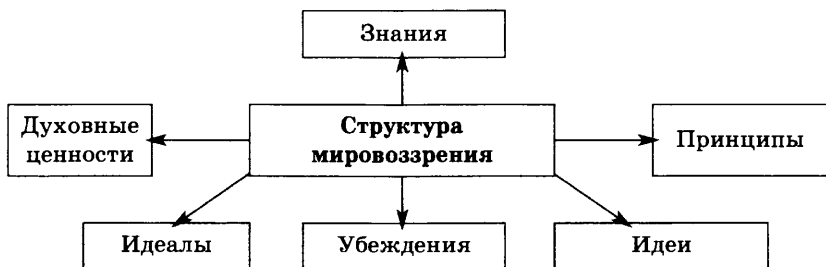 Знания
Духовные
ценности
Структура
мировоззрения
Принципы
Идеалы
Убеждения
Идеи